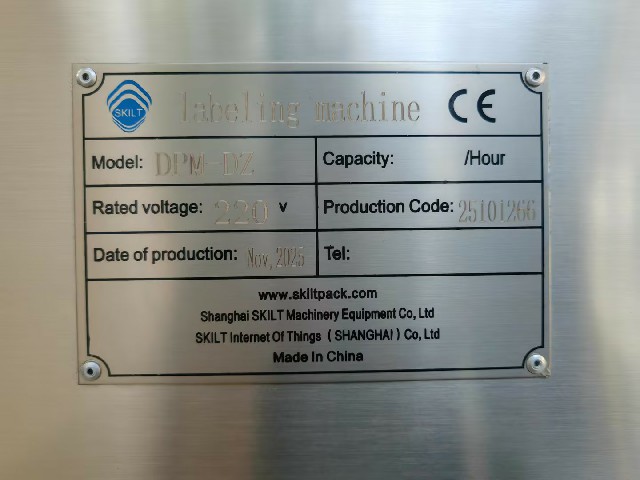 SKILT labeling machine CE
Model: DPM-DZ Capacity: /Hour
Rated voltage: 220 V Production Code: 25101266
Date of production: Nov, 2025 Tel:
www.skiltpack.com
Shanghai SKILT Machinery Equipment Co, Ltd
SKILT Internet Of Things (SHANGHAI) Co, Ltd
Made In China